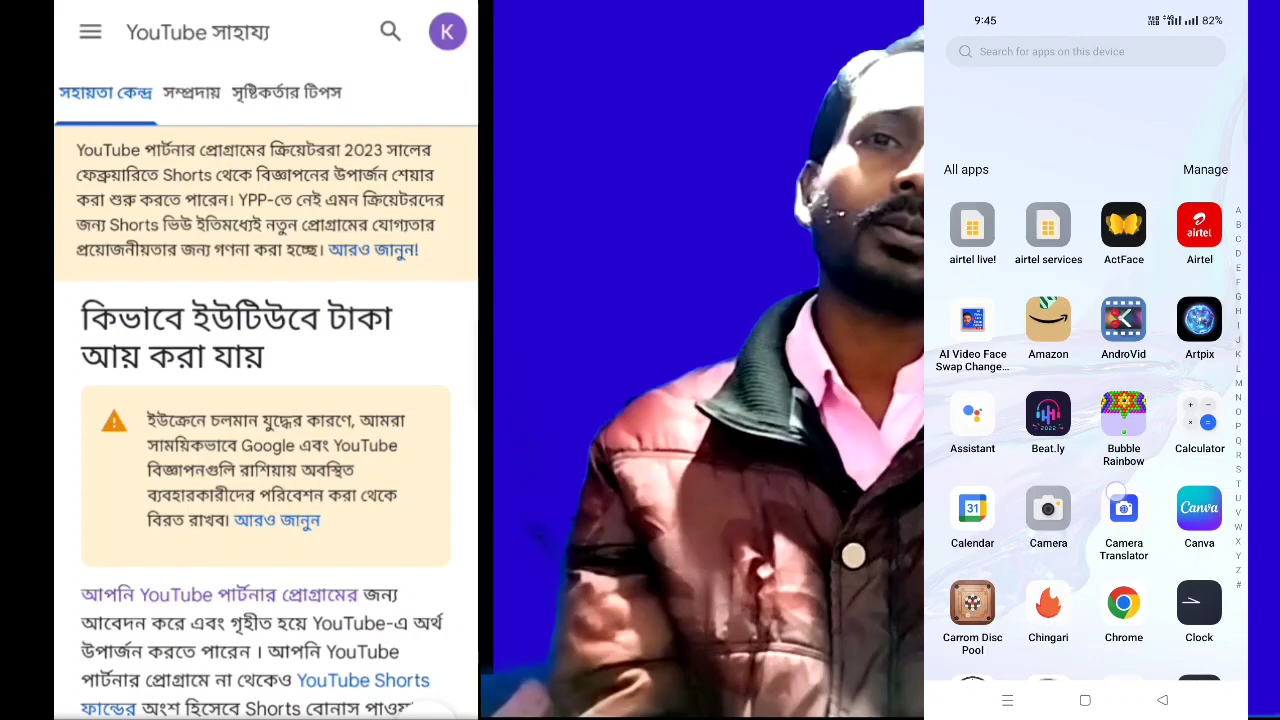 YouTube সাহায্য
K
সহায়তা কেন্দ্র সম্প্রদায় সৃষ্টিকর্তার টিপস
YouTube পার্টনার প্রোগ্রামের ক্রিয়েটররা 2023 সালের
ফেব্রুয়ারিতে Shorts থেকে বিজ্ঞাপনের উপার্জন শেয়ার
করা শুরু করতে পারেন। YPP-তে নেই এমন ক্রিয়েটরদের
জন্য Shorts ভিউ ইতিমধ্যেই নতুন প্রোগ্রামের যোগ্যতার
প্রয়োজনীয়তার জন্য গণনা করা হচ্ছে। আরও জানুন!
কিভাবে ইউটিউবে টাকা
আয় করা যায়
ইউক্রেনে চলমান যুদ্ধের কারণে, আমরা
সাময়িকভাবে Google এবং YouTube
বিজ্ঞাপনগুলি রাশিয়ায় অবস্থিত
ব্যবহারকারীদের পরিবেশন করা থেকে
বিরত রাখব। আরও জানুন
আপনি YouTube পার্টনার প্রোগ্রামের জন্য
আবেদন করে এবং গৃহীত হয়ে YouTube-এ অর্থ
উপার্জন করতে পারেন । আপনি YouTube
পার্টনার প্রোগ্রামে না থেকেও YouTube Shorts
ফান্ডের অংশ হিসেবে Shorts বোনাস
9:45 82%
Search for apps on this device
All apps Manage
airtel live! airtel services ActFace Airtel
AI Video Face
Swap Change... Amazon AndroVid Artpix
Assistant Beat.ly Bubble
Rainbow Calculator
31
Canva
Calendar Camera Camera
Translator Canva
Carrom Disc
Pool Chingari Chrome Clock
A
B
C
D
E
F
G
H
I
J
K
L
M
N
O
P
Q
R
S
T
U
V
W
X
Y
Z
#